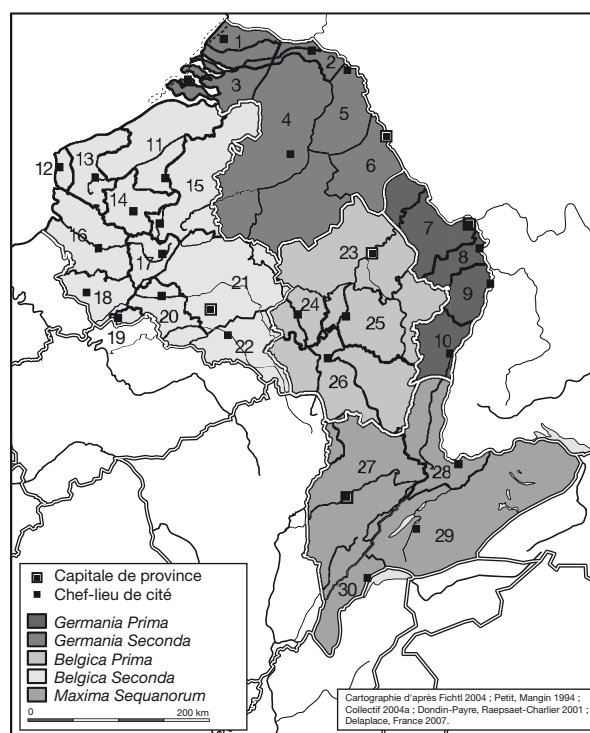 1
2
3
4
5
6
7
8
9
10
11
12
13
14
15
16
17
18
19
20
21
22
23
24
25
26
27
28
29
30
Capitale de province
Chef-lieu de cité
Germania Prima
Germania Seconda
Belgica Prima
Belgica Seconda
Maxima Sequanorum
0 200 km
Cartographie d'après Fichtl 2004 ; Petit, Mangin 1994 ;
Collectif 2004a ; Dondin-Payre, Raepsaet-Charlier 2001 ;
Delaplace, France 2007.